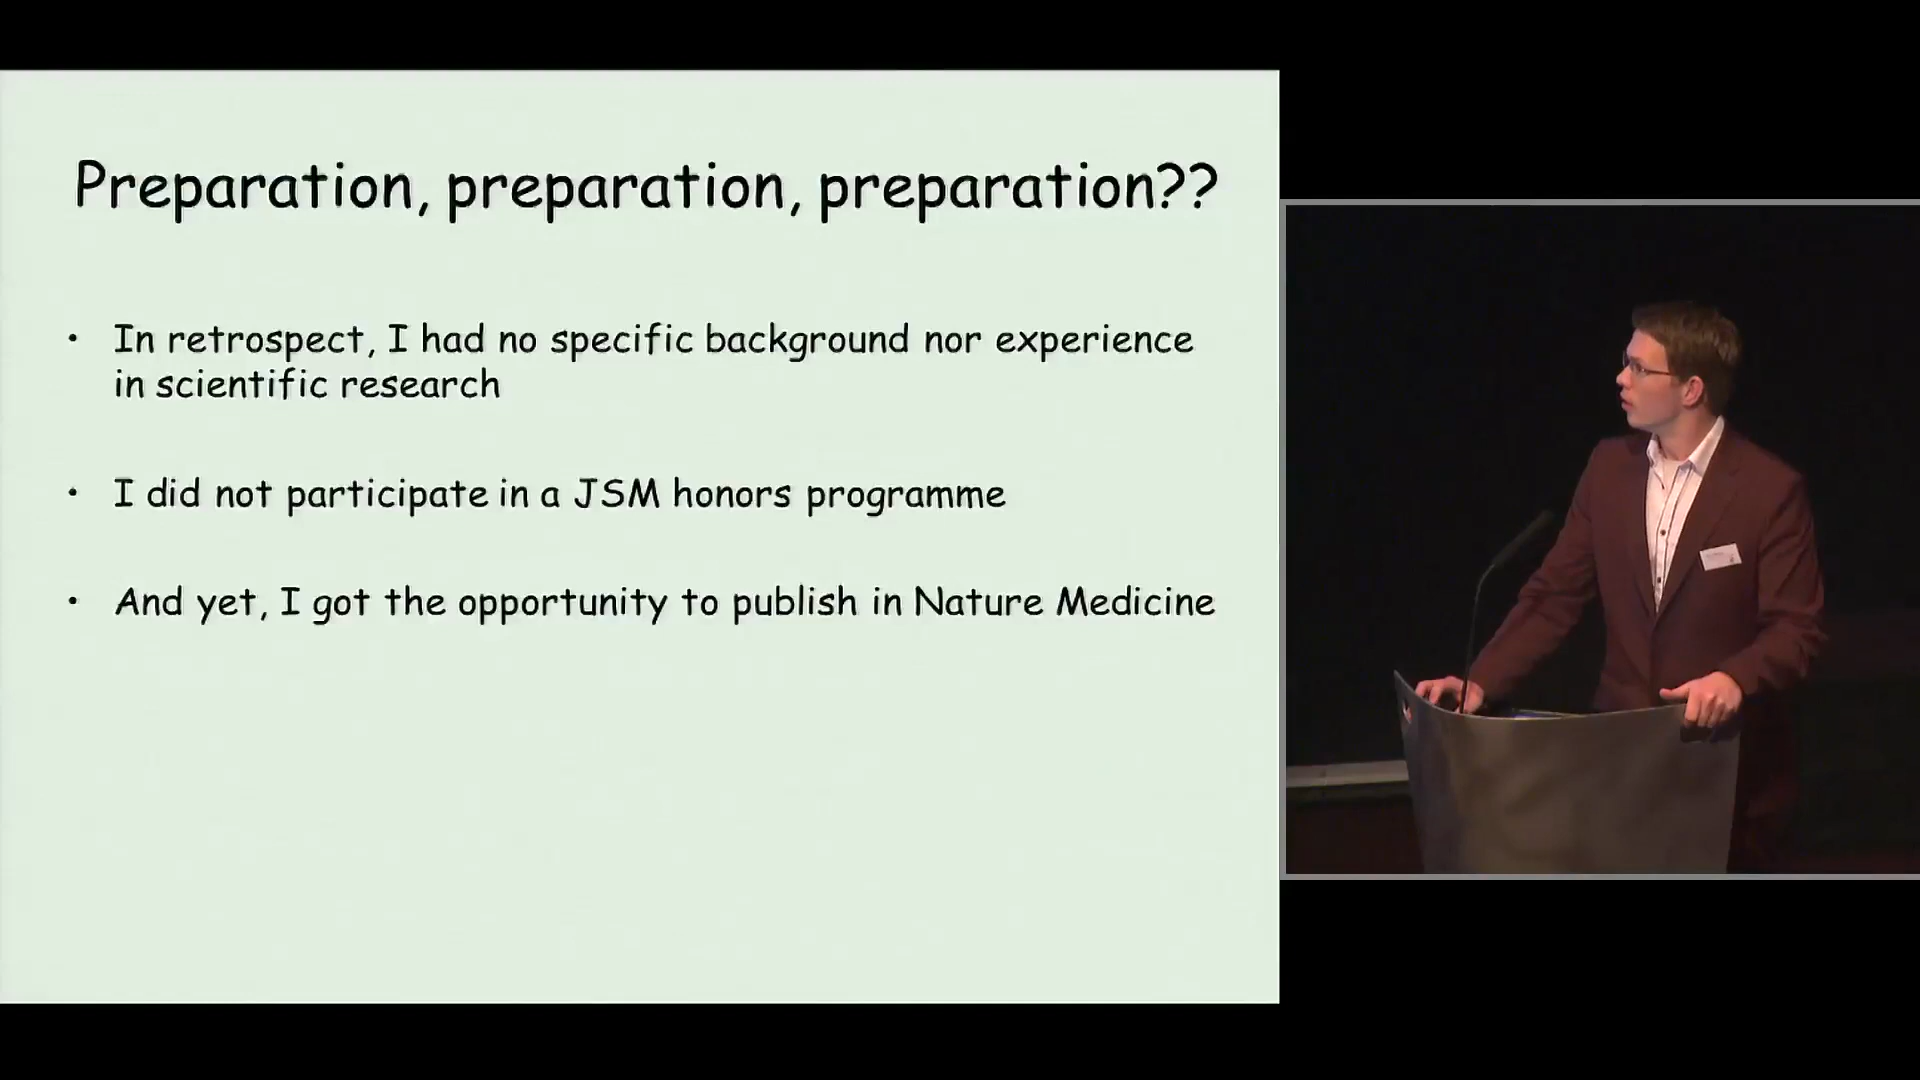 Preparation, preparation, preparation??
• In retrospect, I had no specific background nor experience
in scientific research
• I did not participate in a JSM honors programme
• And yet, I got the opportunity to publish in Nature Medicine